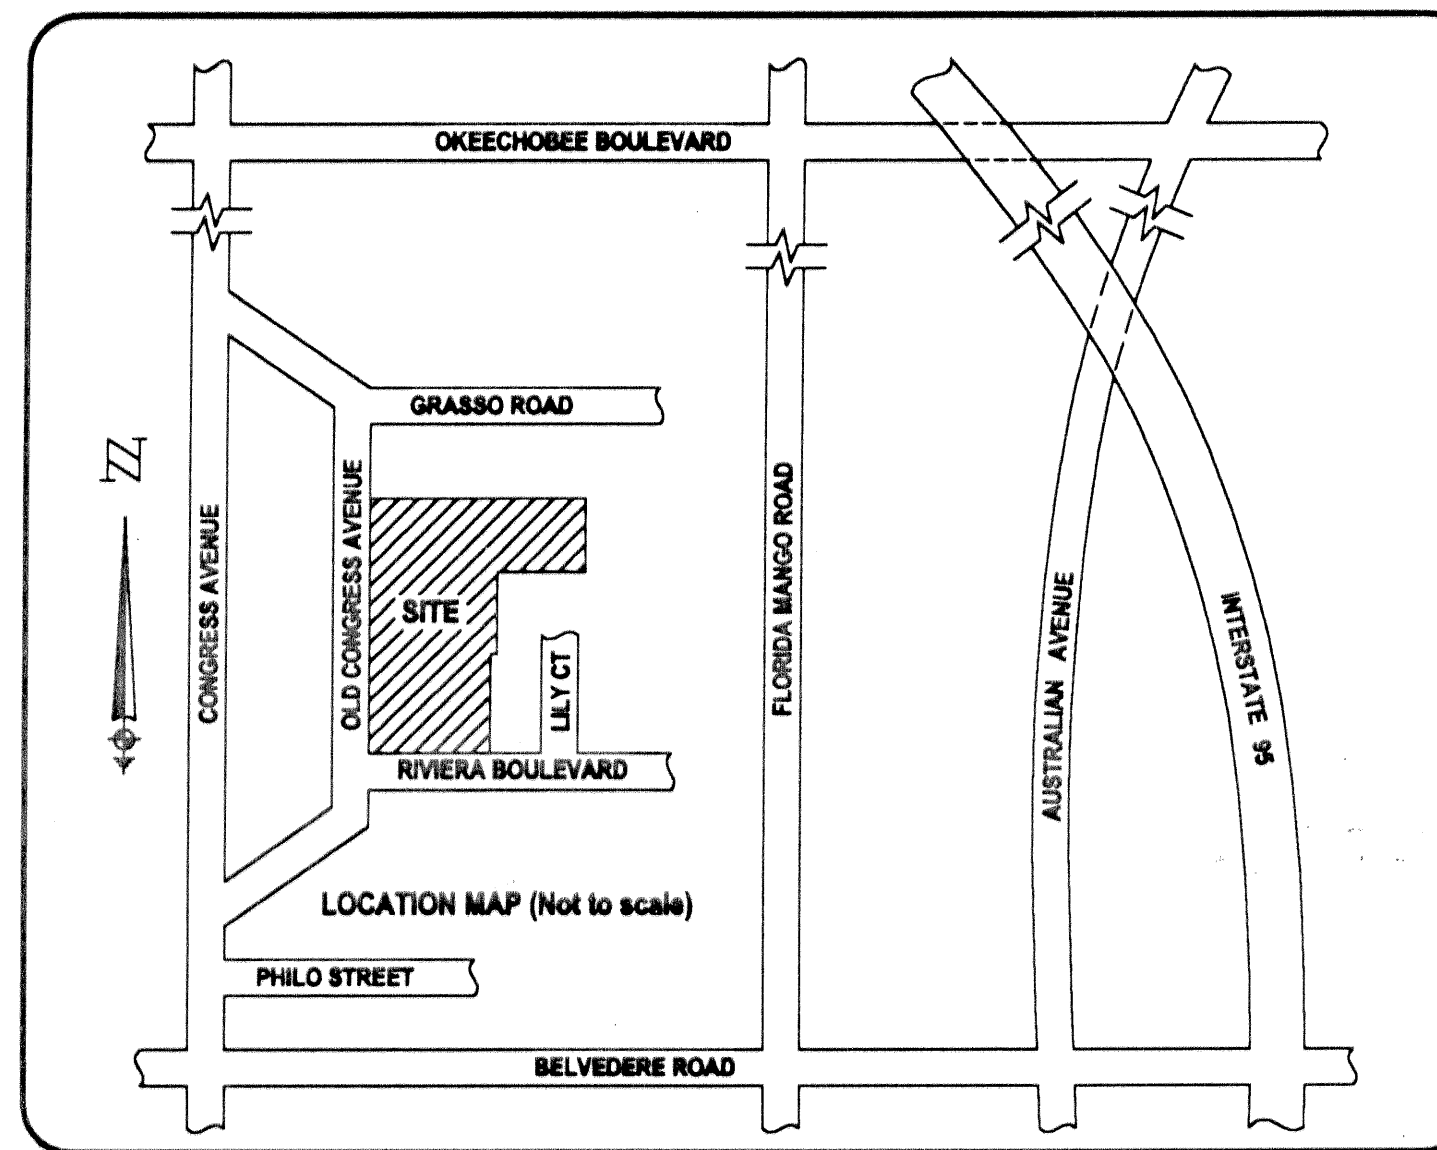 OKEECHOBEE BOULEVARD
GRASSO ROAD
N
CONGRESS AVENUE
OLD CONGRESS AVENUE
SITE
LILY CT
FLORIDA MANGO ROAD
AUSTRALIAN AVENUE
INTERSTATE 95
RIVIERA BOULEVARD
LOCATION MAP (Not to scale)
PHILO STREET
BELVEDERE ROAD